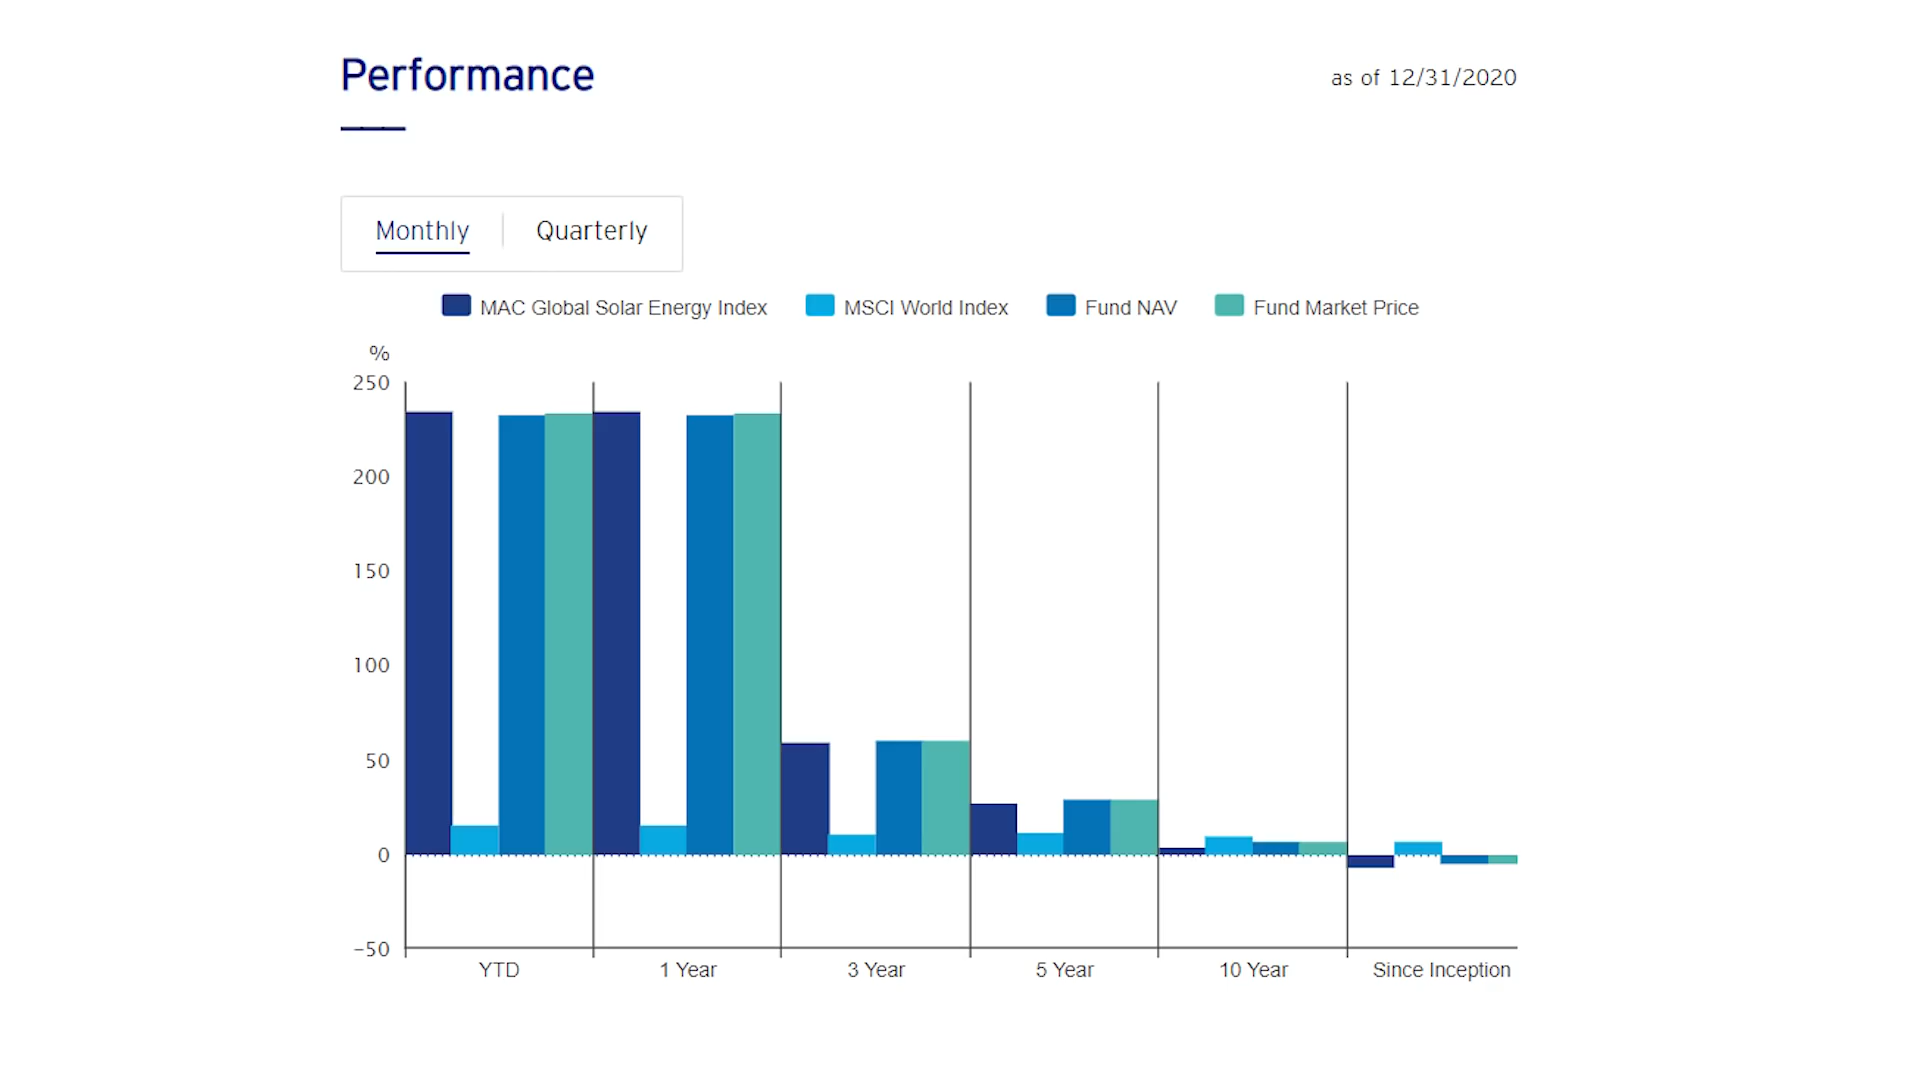 Performance
as of 12/31/2020
Monthly
Quarterly
MAC Global Solar Energy Index
MSCI World Index
Fund NAV
Fund Market Price
%
250
200
150
100
50
0
−50
YTD
1 Year
3 Year
5 Year
10 Year
Since Inception